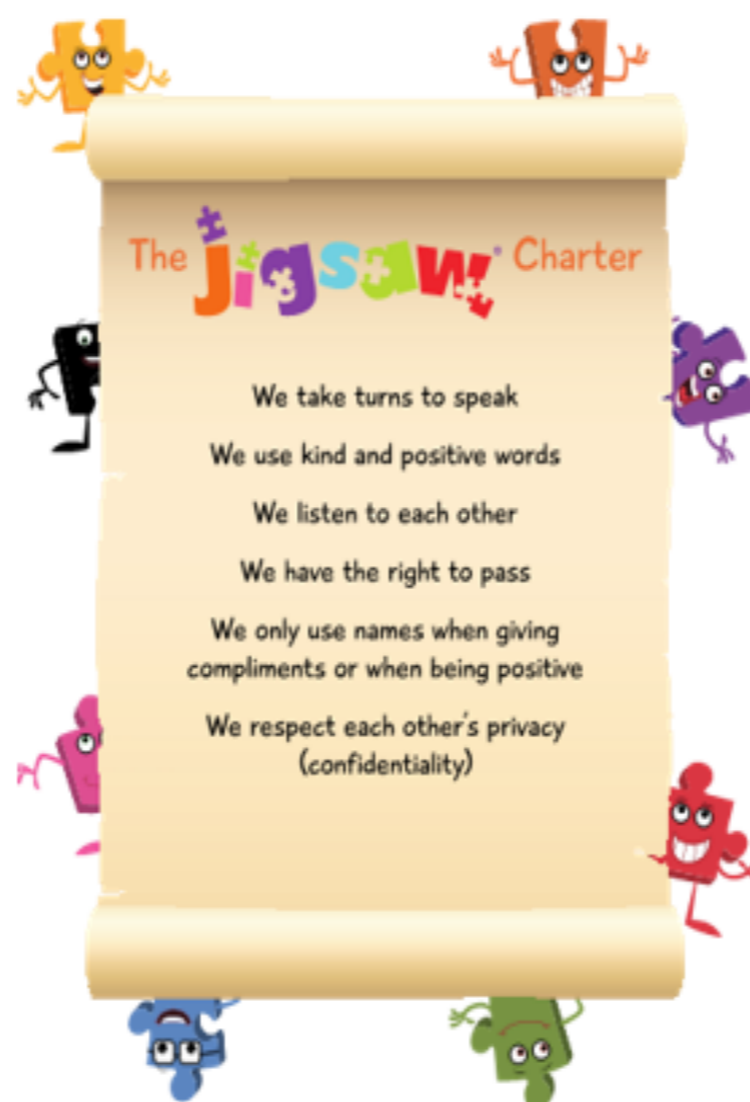 The jigsaw® Charter
We take turns to speak
We use kind and positive words
We listen to each other
We have the right to pass
We only use names when giving
compliments or when being positive
We respect each other's privacy
(confidentiality)